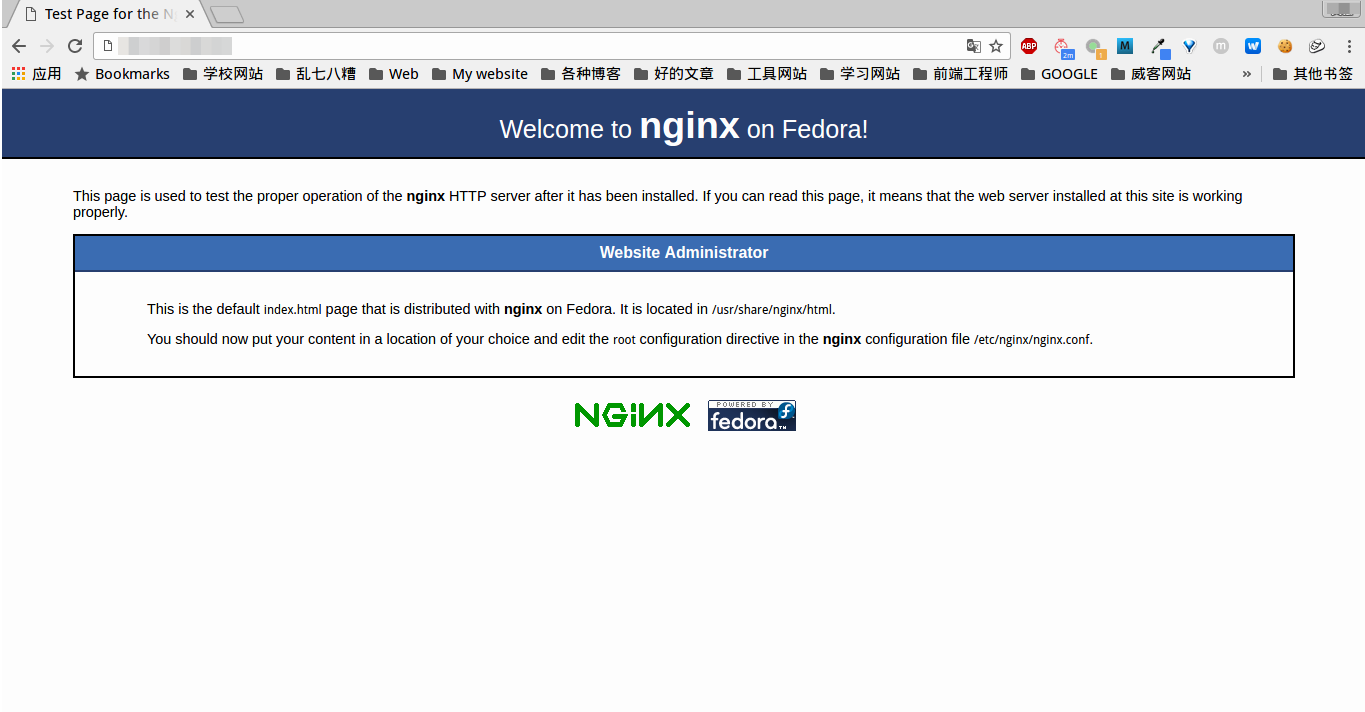 Test Page for the N
ABP 2m 1 M m W
应用 Bookmarks 学校网站 乱七八糟 Web My website 各种博客 好的文章 工具网站 学习网站 前端工程师 GOOGLE 威客网站 » 其他书签
Welcome to nginx on Fedora!
This page is used to test the proper operation of the nginx HTTP server after it has been installed. If you can read this page, it means that the web server installed at this site is working
properly.
Website Administrator
This is the default index.html page that is distributed with nginx on Fedora. It is located in /usr/share/nginx/html.
You should now put your content in a location of your choice and edit the root configuration directive in the nginx configuration file /etc/nginx/nginx.conf.
NGINX POWERED BY
fedora™